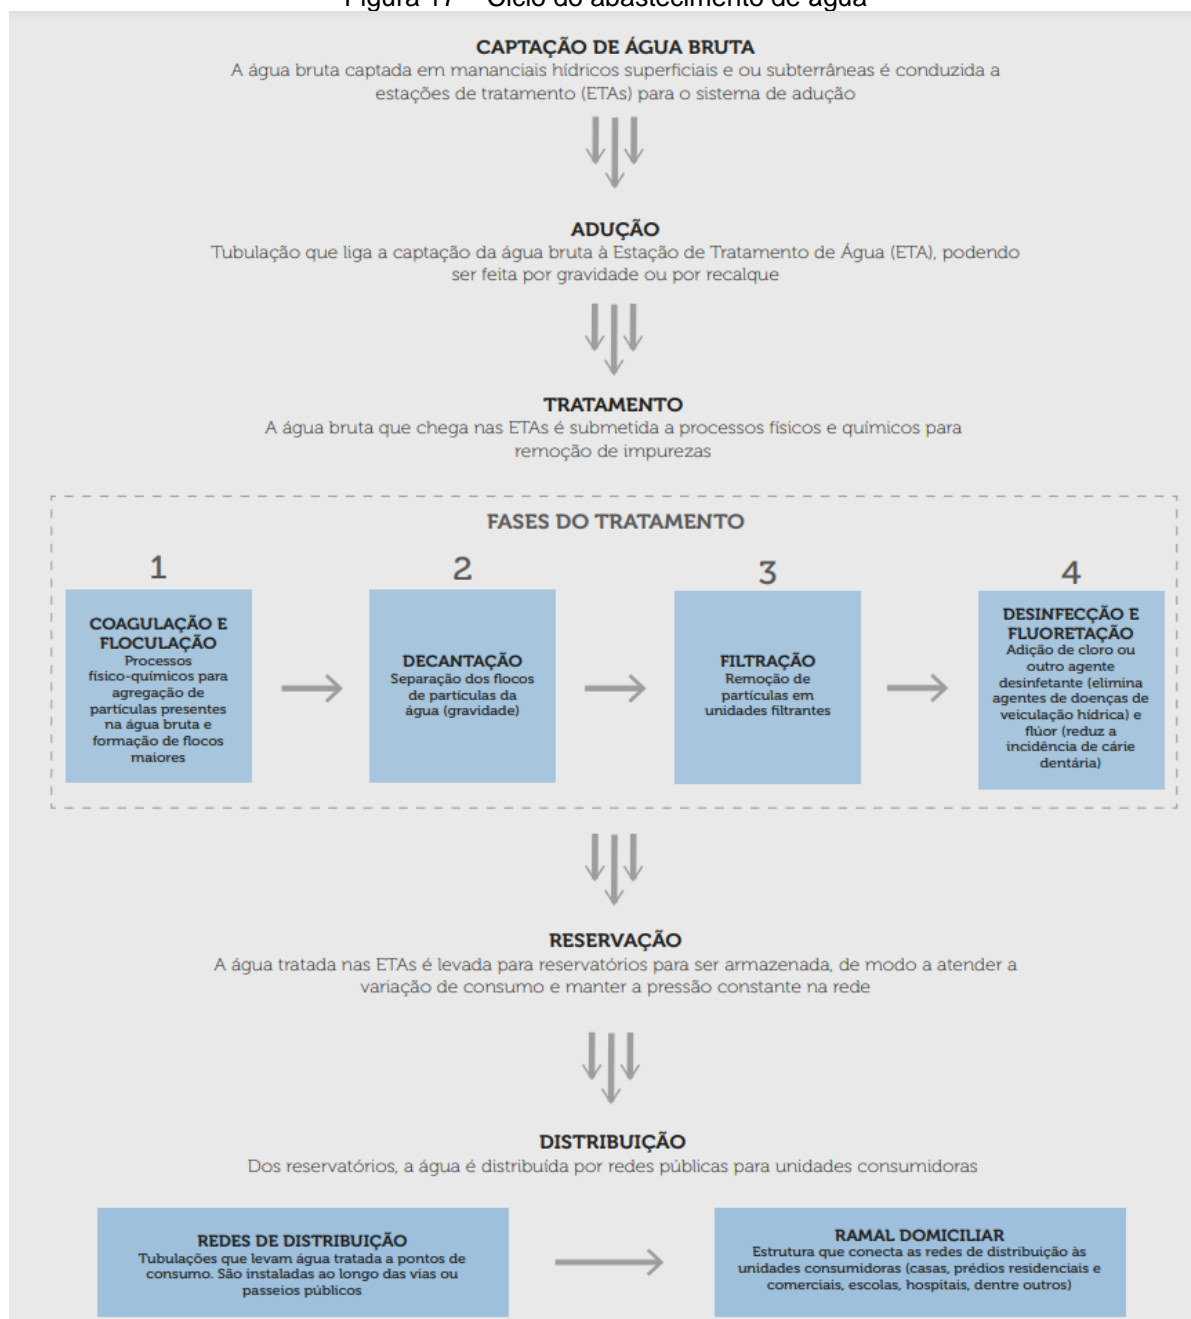 Figura 17 – Ciclo do abastecimento de água
CAPTAÇÃO DE ÁGUA BRUTA
A água bruta captada em mananciais hídricos superficiais e ou subterrâneas é conduzida a
estações de tratamento (ETAs) para o sistema de adução
ADUÇÃO
Tubulação que liga a captação da água bruta à Estação de Tratamento de Água (ETA), podendo
ser feita por gravidade ou por recalque
TRATAMENTO
A água bruta que chega nas ETAs é submetida a processos físicos e químicos para
remoção de impurezas
FASES DO TRATAMENTO
1
COAGULAÇÃO E
FLOCULAÇÃO
Processos
físico-químicos para
agregação de
partículas presentes
na água bruta e
formação de flocos
maiores
2
DECANTAÇÃO
Separação dos flocos
de partículas da
água (gravidade)
3
FILTRAÇÃO
Remoção de
partículas em
unidades filtrantes
4
DESINFECÇÃO E
FLUORETAÇÃO
Adição de cloro ou
outro agente
desinfetante (elimina
agentes de doenças de
veiculação hídrica) e
flúor (reduz a
incidência de cárie
dentária)
RESERVAÇÃO
A água tratada nas ETAs é levada para reservatórios para ser armazenada, de modo a atender a
variação de consumo e manter a pressão constante na rede
DISTRIBUIÇÃO
Dos reservatórios, a água é distribuída por redes públicas para unidades consumidoras
REDES DE DISTRIBUIÇÃO
Tubulações que levam água tratada a pontos de
consumo. São instaladas ao longo das vias ou
passeios públicos
RAMAL DOMICILIAR
Estrutura que conecta as redes de distribuição às
unidades consumidoras (casas, prédios residenciais e
comerciais, escolas, hospitais, dentre outros)